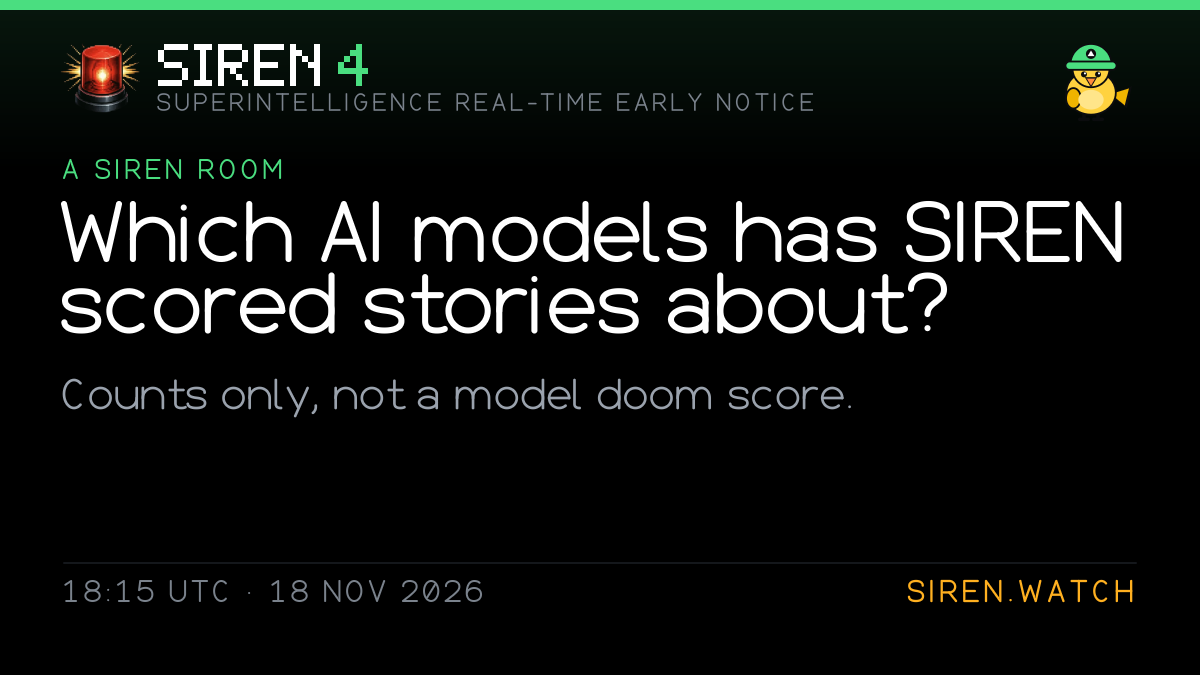 SIREN 4
SUPERINTELLIGENCE REAL-TIME EARLY NOTICE
A SIREN ROOM
Which AI models has SIREN
scored stories about?
Counts only, not a model doom score.
18:15 UTC · 18 NOV 2026
SIREN.WATCH